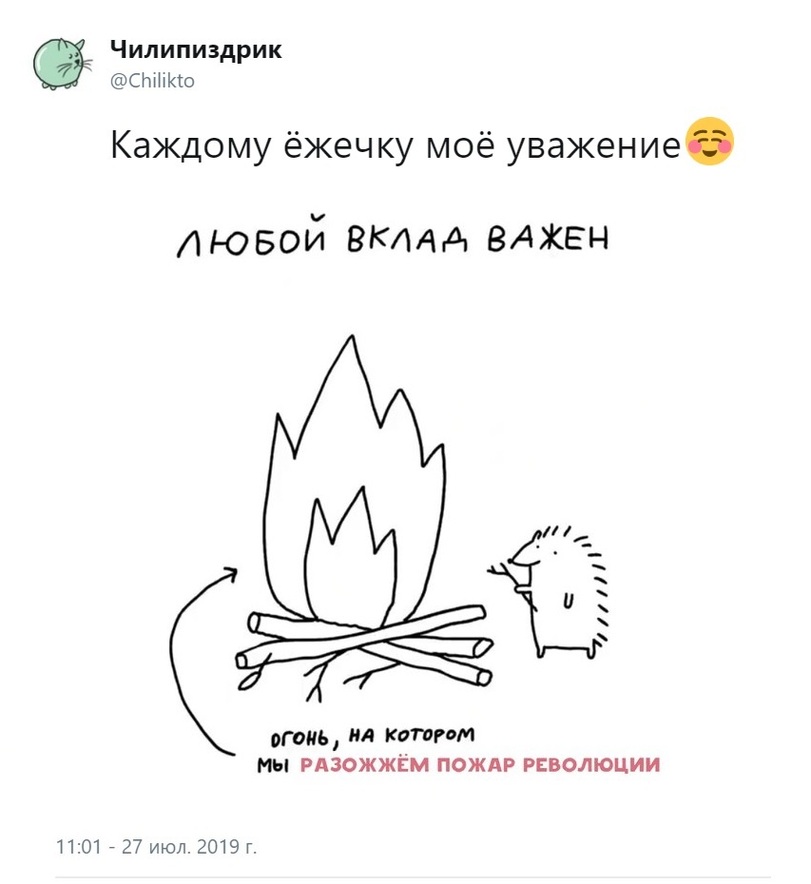 Чилипиздрик
@Chilikto
Каждому ёжечку моё уважение☺️
ЛЮБОЙ ВКЛАД ВАЖЕН
ОГОНЬ, НА КОТОРОМ
МЫ РАЗОЖЖЁМ ПОЖАР РЕВОЛЮЦИИ
11:01 - 27 июл. 2019 г.